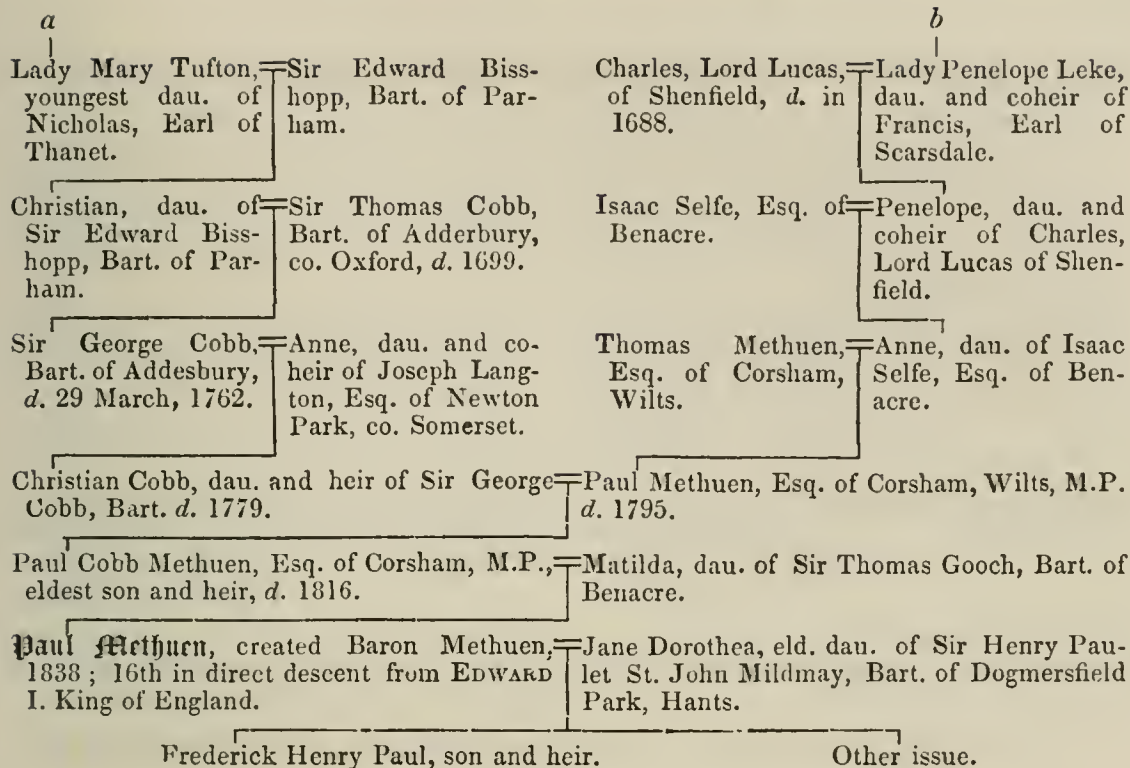 a
b
Lady Mary Tufton,
youngest dau. of
Nicholas, Earl of
Thanet.
Sir Edward Biss-
hopp, Bart. of Par-
ham.
Charles, Lord Lucas,
of Shenfield, d. in
1688.
Lady Penelope Leke,
dau. and coheir of
Francis, Earl of
Scarsdale.
Christian, dau. of
Sir Edward Biss-
hopp, Bart. of Par-
ham.
Sir Thomas Cobb,
Bart. of Adderbury,
co. Oxford, d. 1699.
Isaac Selfe, Esq. of
Benacre.
Penelope, dau. and
coheir of Charles,
Lord Lucas of Shen-
field.
Sir George Cobb,
Bart. of Addesbury,
d. 29 March, 1762.
Anne, dau. and co-
heir of Joseph Lang-
ton, Esq. of Newton
Park, co. Somerset.
Thomas Methuen,
Esq. of Corsham,
Wilts.
Anne, dau. of Isaac
Selfe, Esq. of Ben-
acre.
Christian Cobb, dau. and heir of Sir George
Cobb, Bart. d. 1779.
Paul Methuen, Esq. of Corsham, Wilts, M.P.
d. 1795.
Paul Cobb Methuen, Esq. of Corsham, M.P.,
eldest son and heir, d. 1816.
Matilda, dau. of Sir Thomas Gooch, Bart. of
Benacre.
Paul Methuen, created Baron Methuen,
1838; 16th in direct descent from EDWARD
I. King of England.
Jane Dorothea, eld. dau. of Sir Henry Pau-
let St. John Mildmay, Bart. of Dogmersfield
Park, Hants.
Frederick Henry Paul, son and heir.
Other issue.